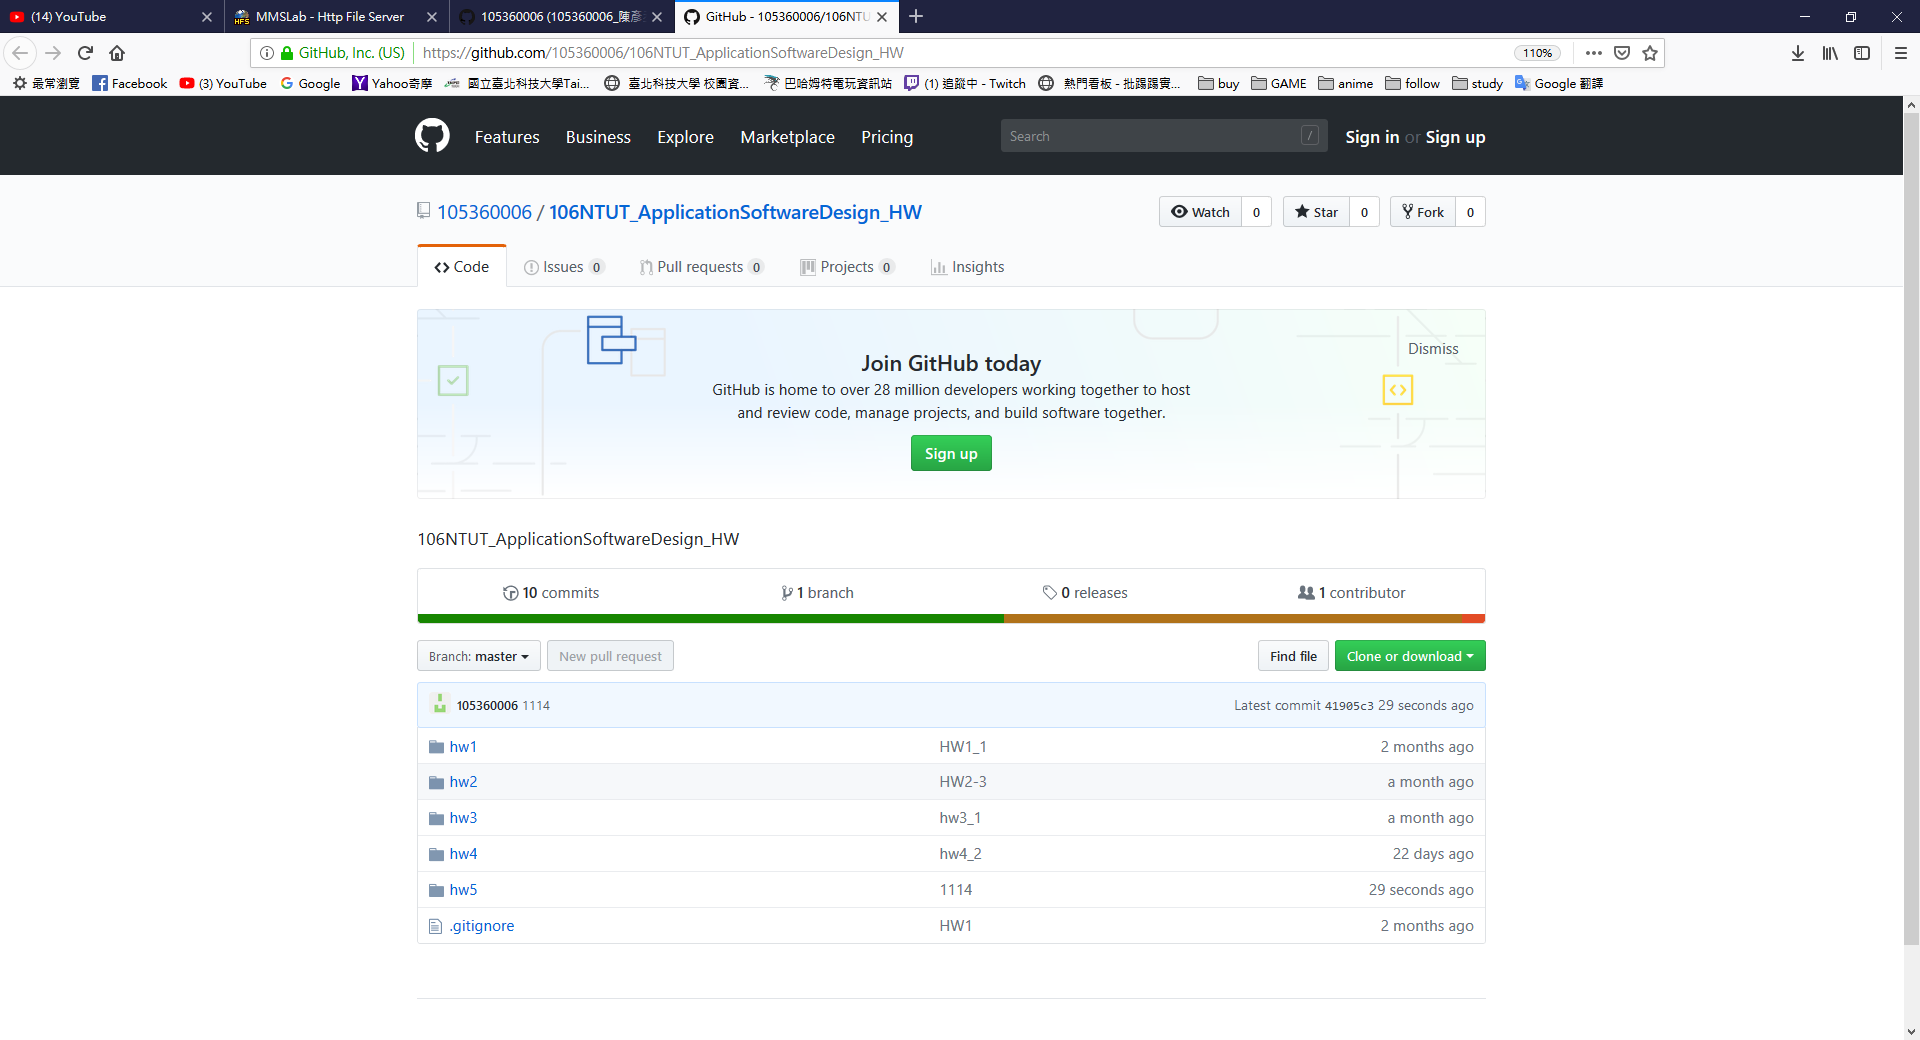 (14) YouTube
MMSLab - Http File Server
105360006 (105360006_陳彥
GitHub - 105360006/106NTU
GitHub, Inc. (US)
https://github.com/105360006/106NTUT_ApplicationSoftwareDesign_HW
110%
最常瀏覽
Facebook
(3) YouTube
Google
Yahoo奇摩
國立臺北科技大學Tai...
臺北科技大學 校園資...
巴哈姆特電玩資訊站
(1) 追蹤中 - Twitch
熱門看板 - 批踢踢實...
buy
GAME
anime
follow
study
Google 翻譯
Features
Business
Explore
Marketplace
Pricing
Search
/
Sign in or Sign up
105360006 / 106NTUT_ApplicationSoftwareDesign_HW
Watch 0
Star 0
Fork 0
Code
Issues 0
Pull requests 0
Projects 0
Insights
Dismiss
Join GitHub today
GitHub is home to over 28 million developers working together to host
and review code, manage projects, and build software together.
Sign up
106NTUT_ApplicationSoftwareDesign_HW
10 commits
1 branch
0 releases
1 contributor
Branch: master
New pull request
Find file
Clone or download
105360006 1114
Latest commit 41905c3 29 seconds ago
hw1 HW1_1 2 months ago
hw2 HW2-3 a month ago
hw3 hw3_1 a month ago
hw4 hw4_2 22 days ago
hw5 1114 29 seconds ago
.gitignore HW1 2 months ago